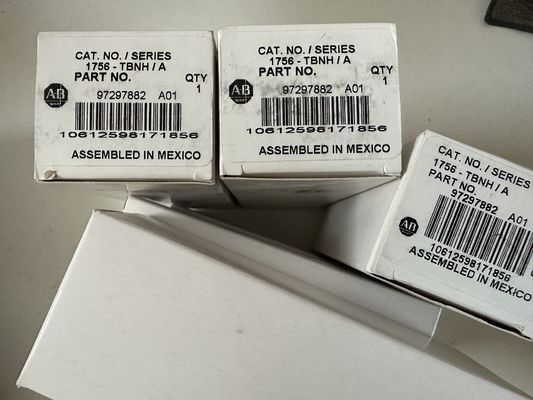 CAT. NO. / SERIES
1756 - TBNH / A
PART NO.
QTY
1
AB
97297882 A01
10612598171856
ASSEMBLED IN MEXICO
CAT. NO. / SERIES
1756 - TBNH / A
PART NO.
QTY
1
AB
97297882 A01
10612598171856
ASSEMBLED IN MEXICO
CAT. NO. / SERIES
1756 - TBNH / A
PART NO.
97297882 A01
AB
10612598171856
ASSEMBLED IN MEXICO